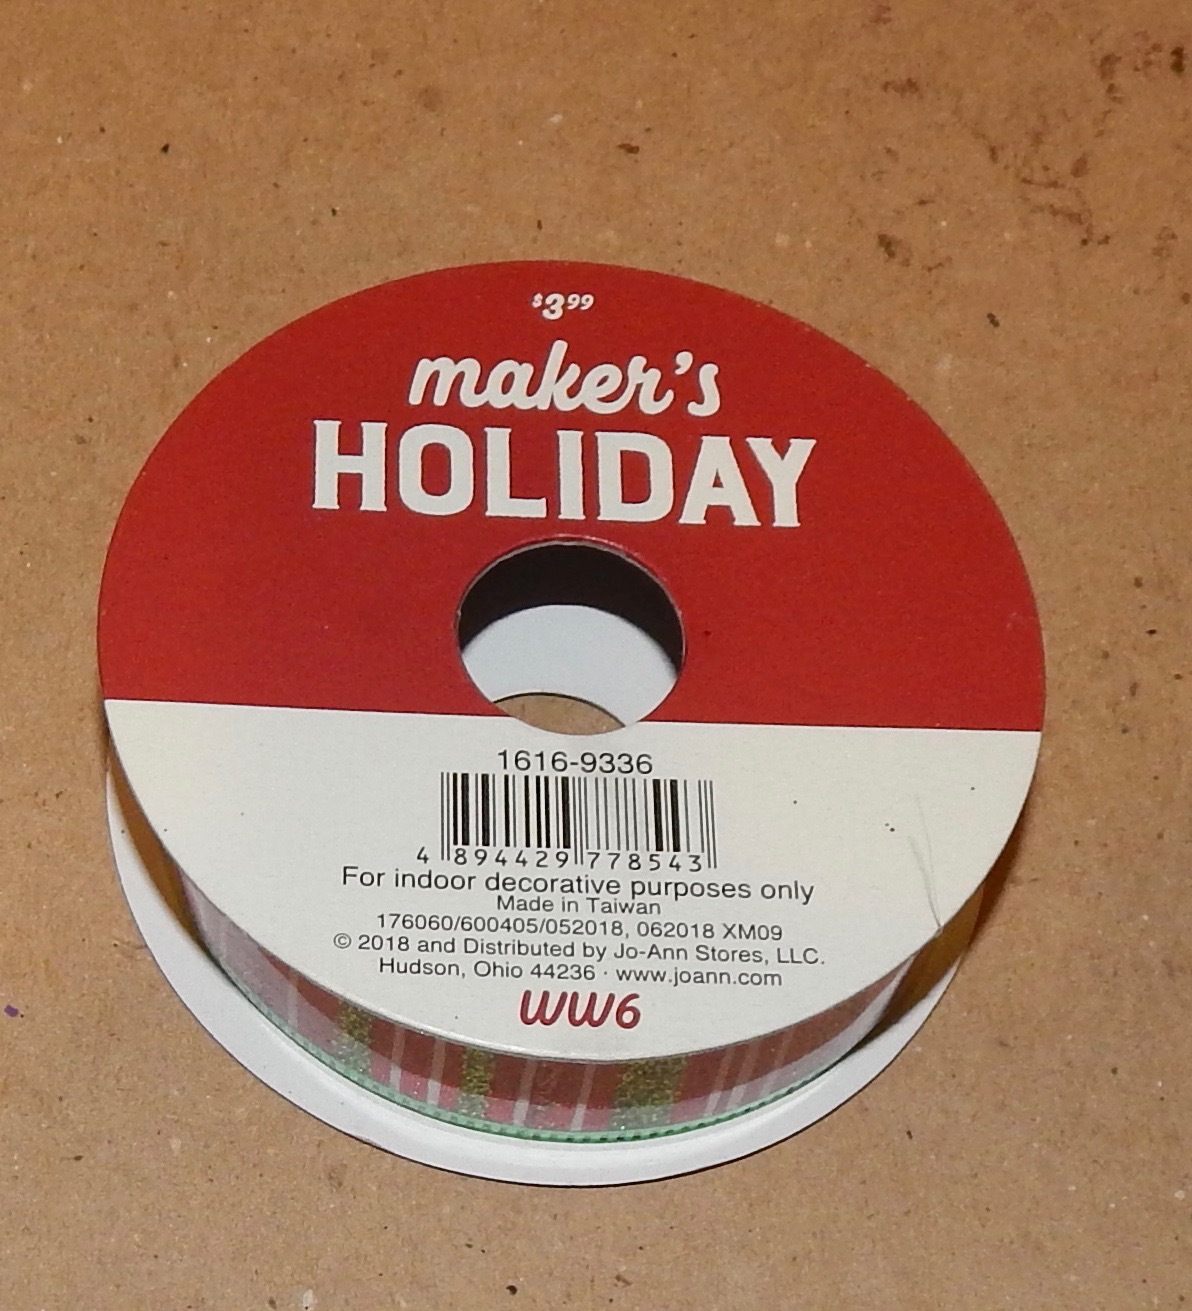 $3.99
maker's
HOLIDAY
1616-9336
4 894429 778543
For indoor decorative purposes only
Made in Taiwan
176060/600405/052018, 062018 XM09
© 2018 and Distributed by Jo-Ann Stores, LLC.
Hudson, Ohio 44236 · www.joann.com
WW6